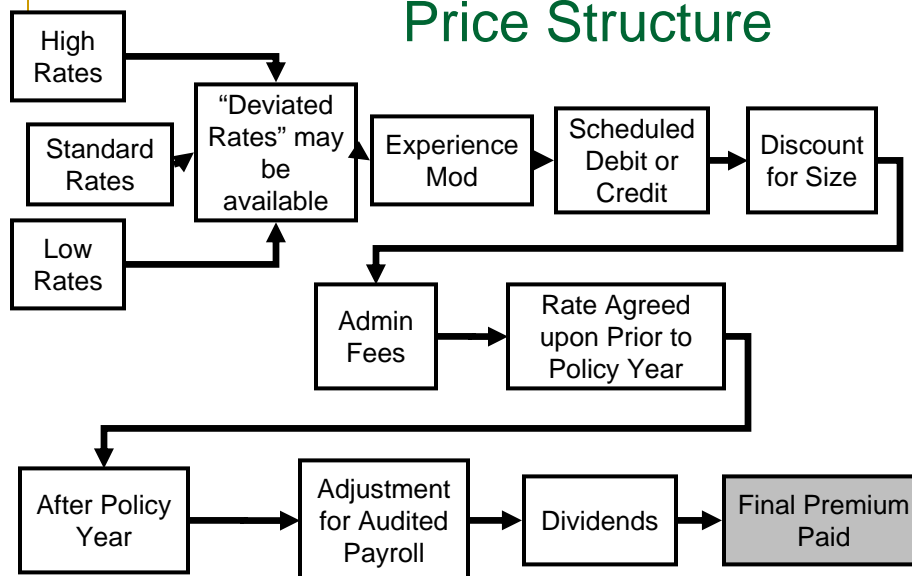 Price Structure
High
Rates
Standard
Rates
Low
Rates
“Deviated
Rates” may
be
available
Experience
Mod
Scheduled
Debit or
Credit
Discount
for Size
Admin
Fees
Rate Agreed
upon Prior to
Policy Year
After Policy
Year
Adjustment
for Audited
Payroll
Dividends
Final Premium
Paid